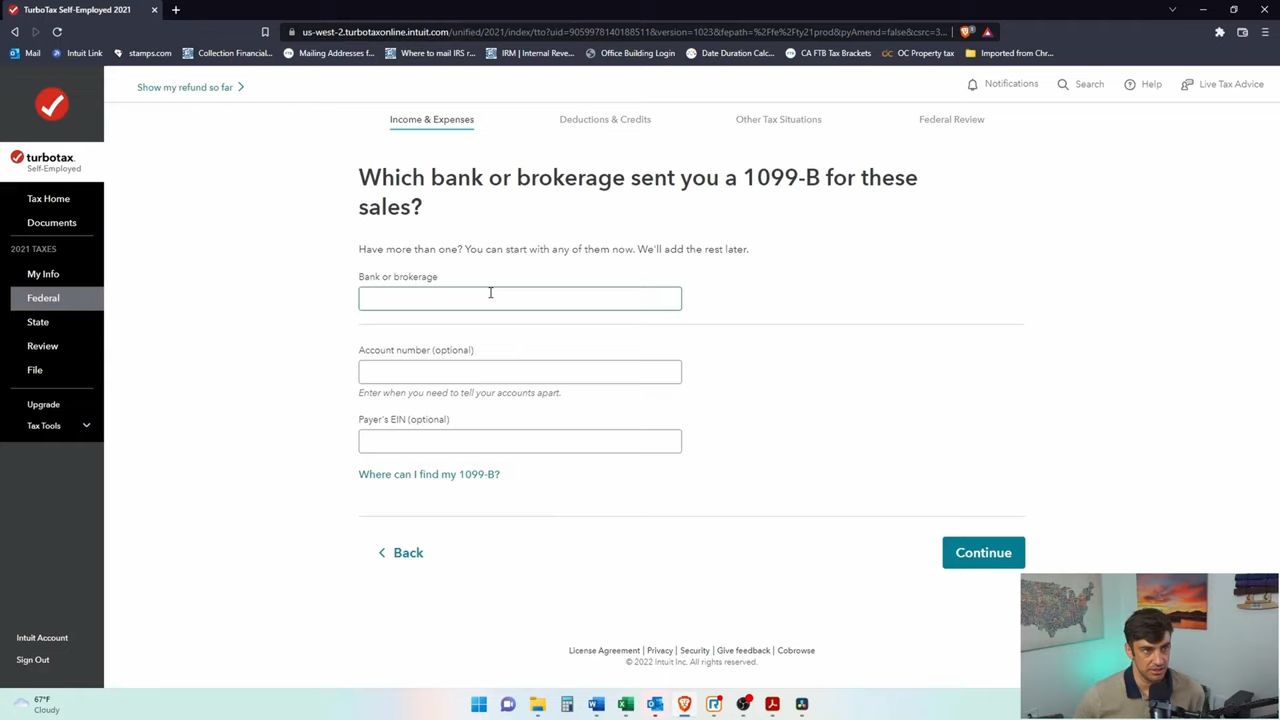 TurboTax Self-Employed 2021
us-west-2.turbotaxonline.intuit.com/unified/2021/index/tto?uid=9059978140188511&version=1023&fepath=%2Ffe%2Fty21prod&pyAmend=false&csrc=3...
Mail
Intuit Link
stamps.com
Collection Financial...
Mailing Addresses f...
Where to mail IRS r...
IRM | Internal Reve...
Office Building Login
Date Duration Calc...
CA FTB Tax Brackets
OC Property tax
Imported from Chr...
Show my refund so far
Notifications
Search
Help
Live Tax Advice
Income & Expenses
Deductions & Credits
Other Tax Situations
Federal Review
turbotax
Self-Employed
Tax Home
Documents
2021 TAXES
My Info
Federal
State
Review
File
Upgrade
Tax Tools
Intuit Account
Sign Out
Which bank or brokerage sent you a 1099-B for these
sales?
Have more than one? You can start with any of them now. We'll add the rest later.
Bank or brokerage
Account number (optional)
Enter when you need to tell your accounts apart.
Payer's EIN (optional)
Where can I find my 1099-B?
Back
Continue
License Agreement | Privacy | Security | Give feedback | Cobrowse
© 2022 Intuit Inc. All rights reserved.
67°F
Cloudy